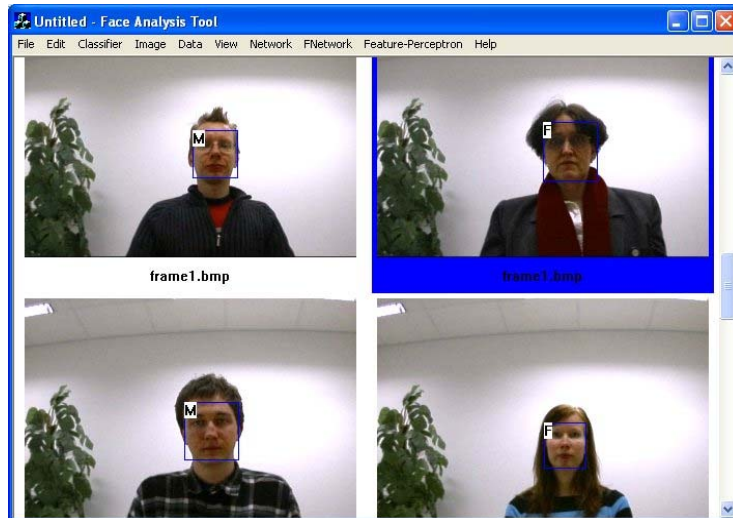 Untitled - Face Analysis Tool
File Edit Classifier Image Data View Network FNetwork Feature-Perceptron Help
M
F
frame1.bmp
frame1.bmp
M
F